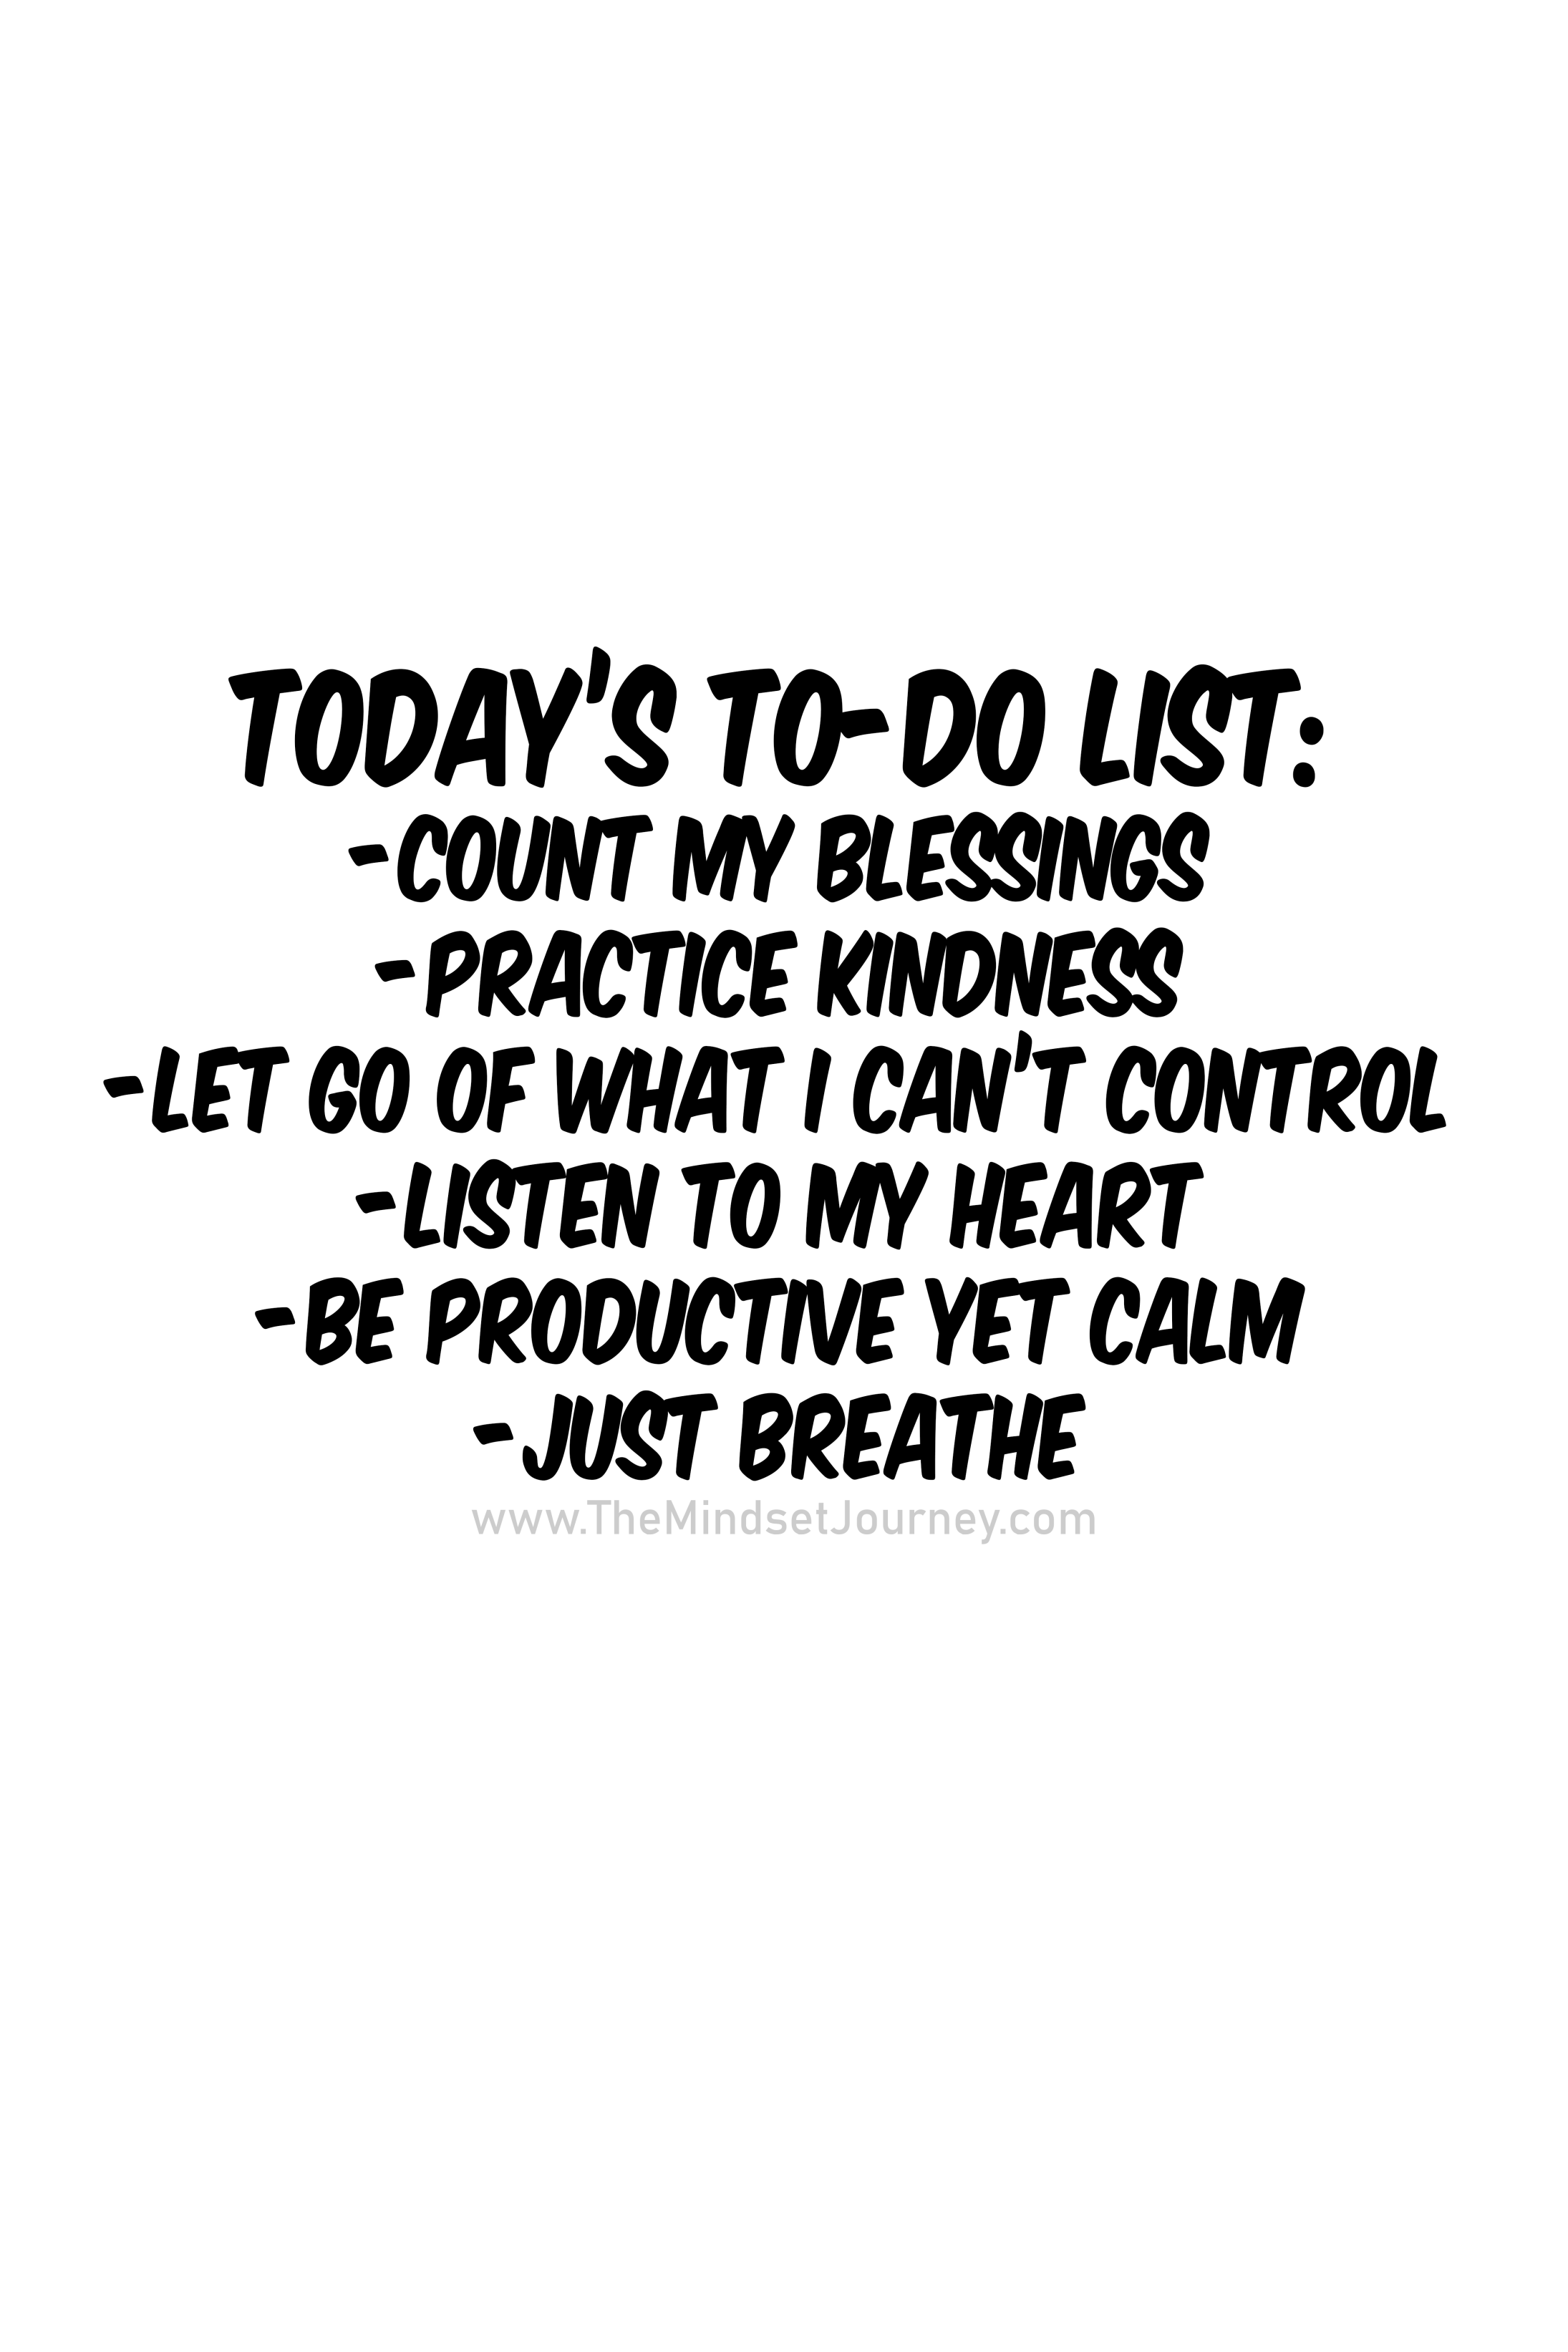 TODAY'S TO-DO LIST:
-COUNT MY BLESSINGS
-PRACTICE KINDNESS
-LET GO OF WHAT I CAN'T CONTROL
-LISTEN TO MY HEART
-BE PRODUCTIVE YET CALM
-JUST BREATHE
www.TheMindsetJourney.com